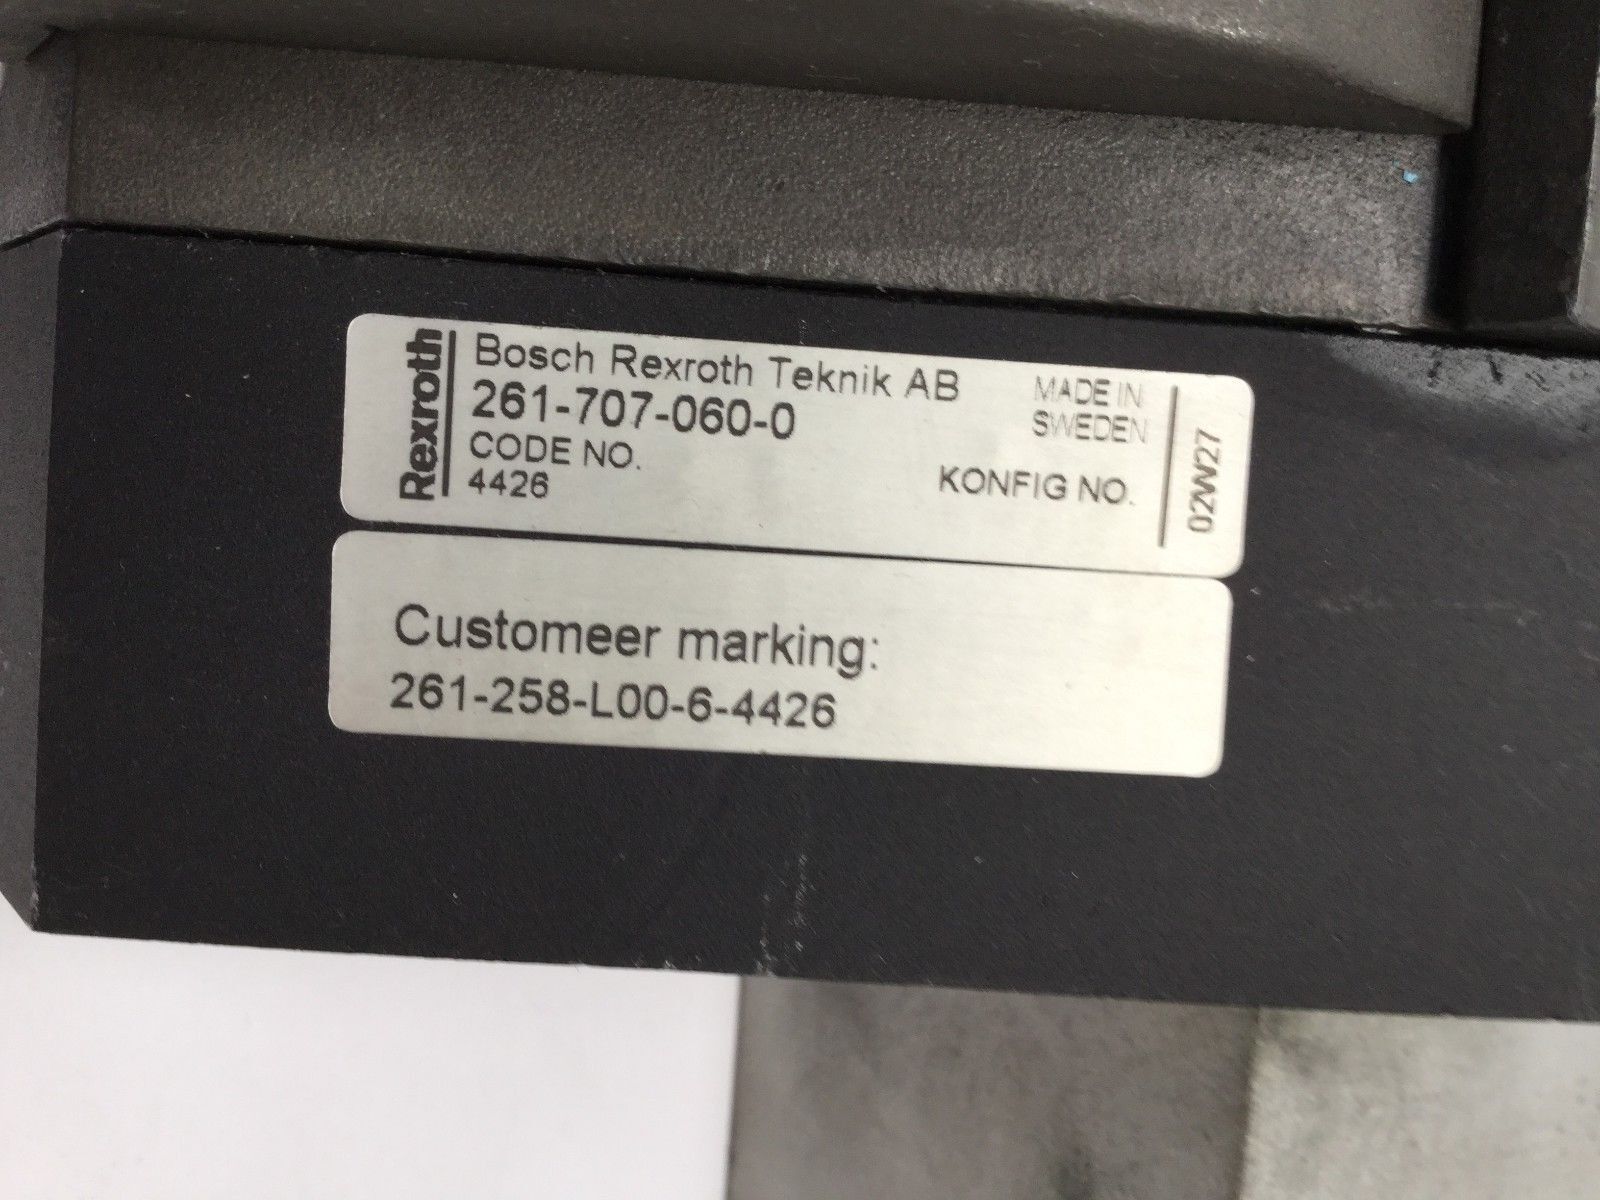 Rexroth
Bosch Rexroth Teknik AB
261-707-060-0
CODE NO.
4426
MADE IN
SWEDEN
KONFIG NO.
02W27
Customeer marking:
261-258-L00-6-4426